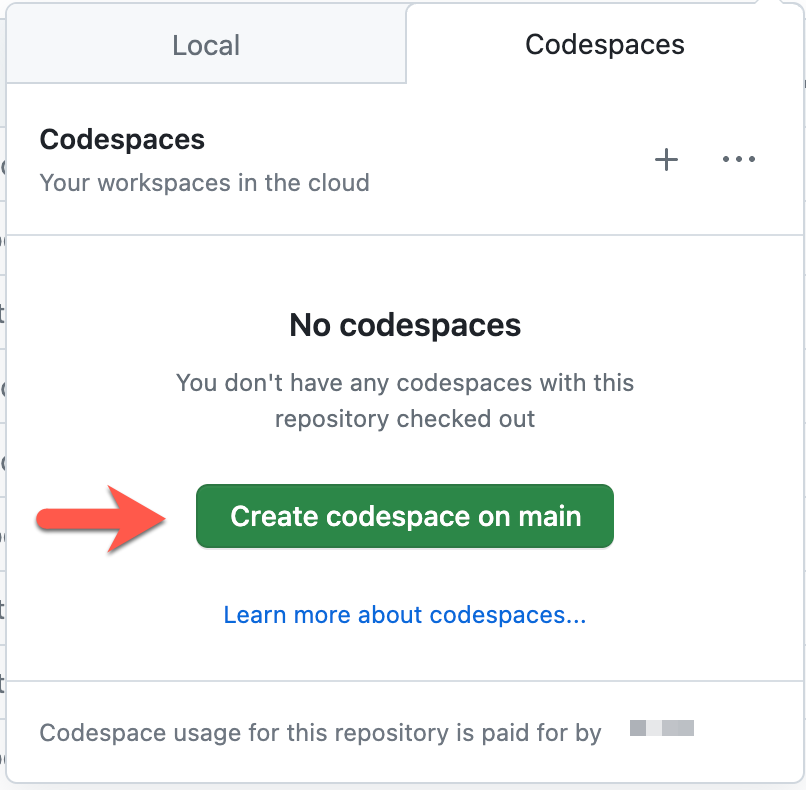 Local
Codespaces
Codespaces
Your workspaces in the cloud
No codespaces
You don't have any codespaces with this
repository checked out
Create codespace on main
Learn more about codespaces...
Codespace usage for this repository is paid for by